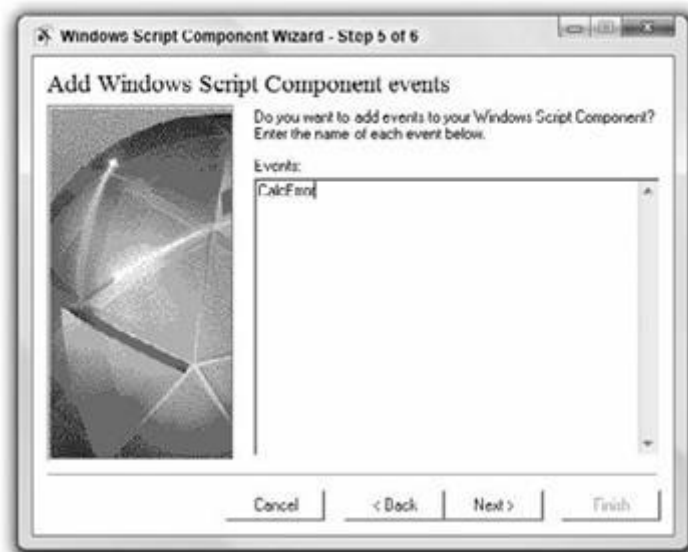 Windows Script Component Wizard - Step 5 of 6
Add Windows Script Component events
Do you want to add events to your Windows Script Component?
Enter the name of each event below.
Events:
CalcError
Cancel
< Back
Next >
Finish